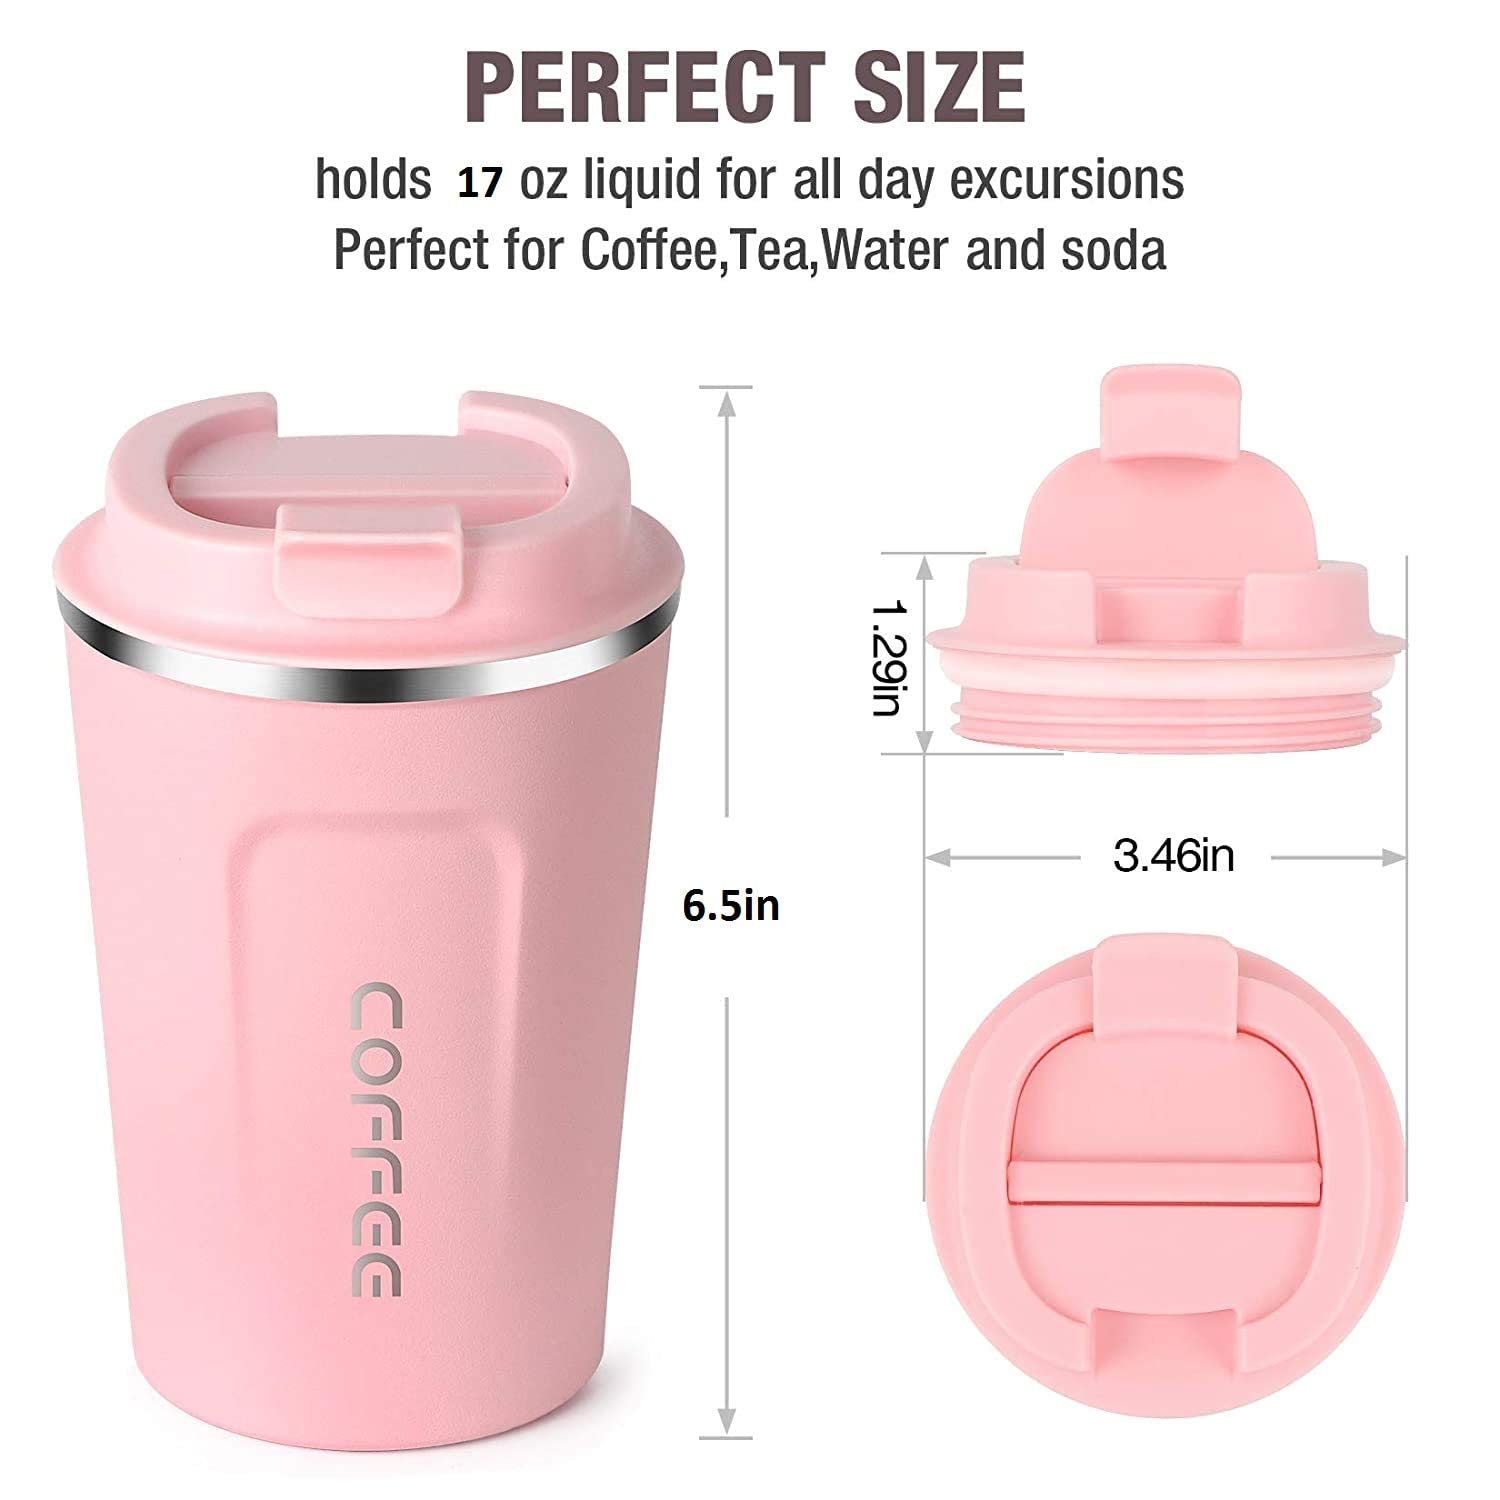 PERFECT SIZE
holds 17 oz liquid for all day excursions
Perfect for Coffee,Tea,Water and soda
1.29in
3.46in
6.5in
COFFEE